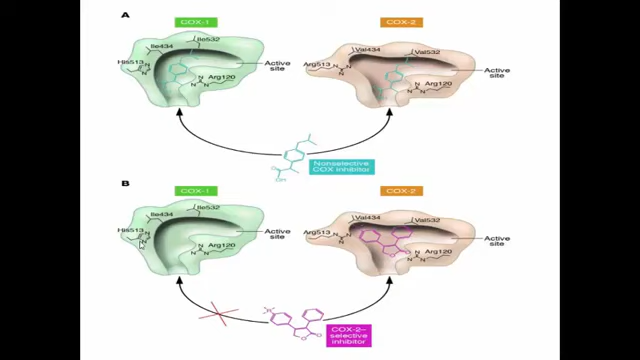 A
COX-1
COX-2
Ile434
Ile532
His513
Arg120
Active
site
Val434
Val532
Arg513
Arg120
Active
site
OH
Nonselective
COX inhibitor
B
COX-1
COX-2
Ile434
Ile532
His513
Arg120
Active
site
Val434
Val532
Arg513
Arg120
Active
site
COX-2–
selective
inhibitor